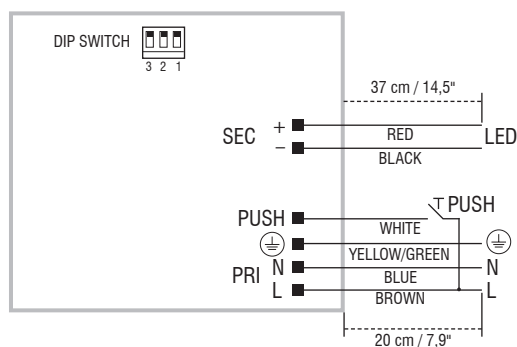 DIP SWITCH
3 2 1
37 cm / 14,5"
SEC + RED LED
− BLACK
PUSH WHITE PUSH
YELLOW/GREEN
PRI N BLUE N
L BROWN L
20 cm / 7,9"